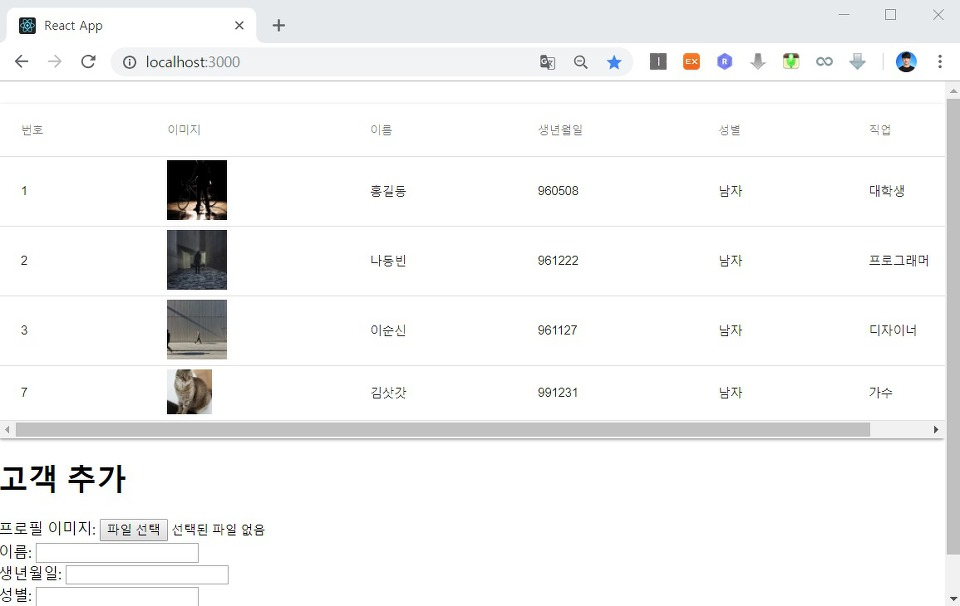 React App
localhost:3000
EX
R
번호 이미지 이름 생년월일 성별 직업
1 홍길동 960508 남자 대학생
2 나동빈 961222 남자 프로그래머
3 이순신 961127 남자 디자이너
7 김삿갓 991231 남자 가수
고객 추가
프로필 이미지: 파일 선택 선택된 파일 없음
이름:
생년월일:
성별: